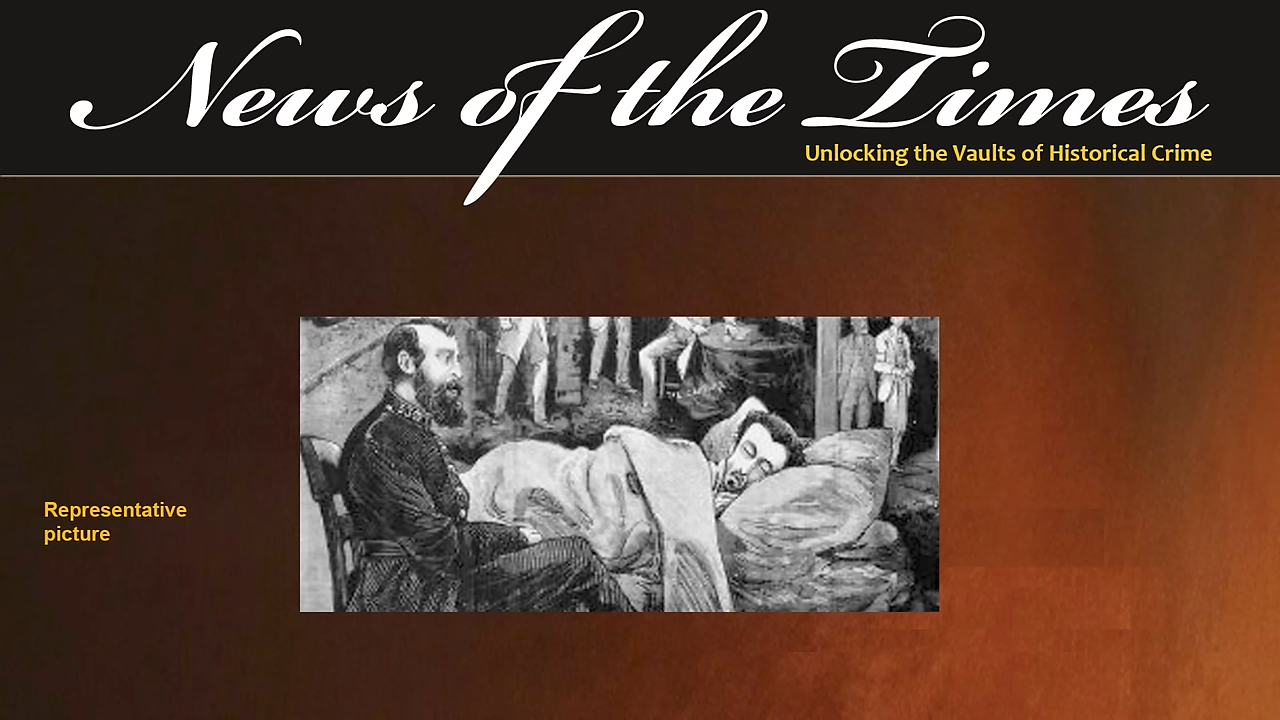 News of the Times
Unlocking the Vaults of Historical Crime
Representative
picture